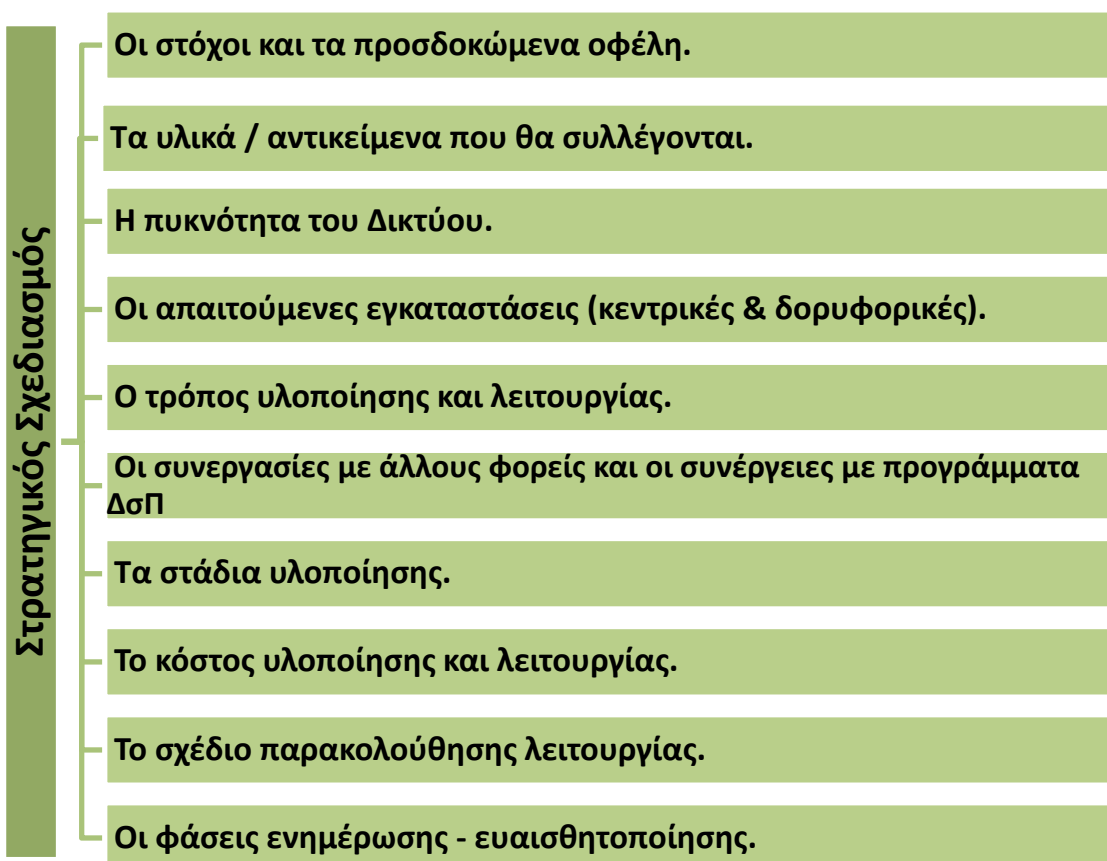 Στρατηγικός Σχεδιασμός
Οι στόχοι και τα προσδοκώμενα οφέλη.
Τα υλικά / αντικείμενα που θα συλλέγονται.
Η πυκνότητα του Δικτύου.
Οι απαιτούμενες εγκαταστάσεις (κεντρικές & δορυφορικές).
Ο τρόπος υλοποίησης και λειτουργίας.
Οι συνεργασίες με άλλους φορείς και οι συνέργειες με προγράμματα
ΔσΠ
Τα στάδια υλοποίησης.
Το κόστος υλοποίησης και λειτουργίας.
Το σχέδιο παρακολούθησης λειτουργίας.
Οι φάσεις ενημέρωσης - ευαισθητοποίησης.